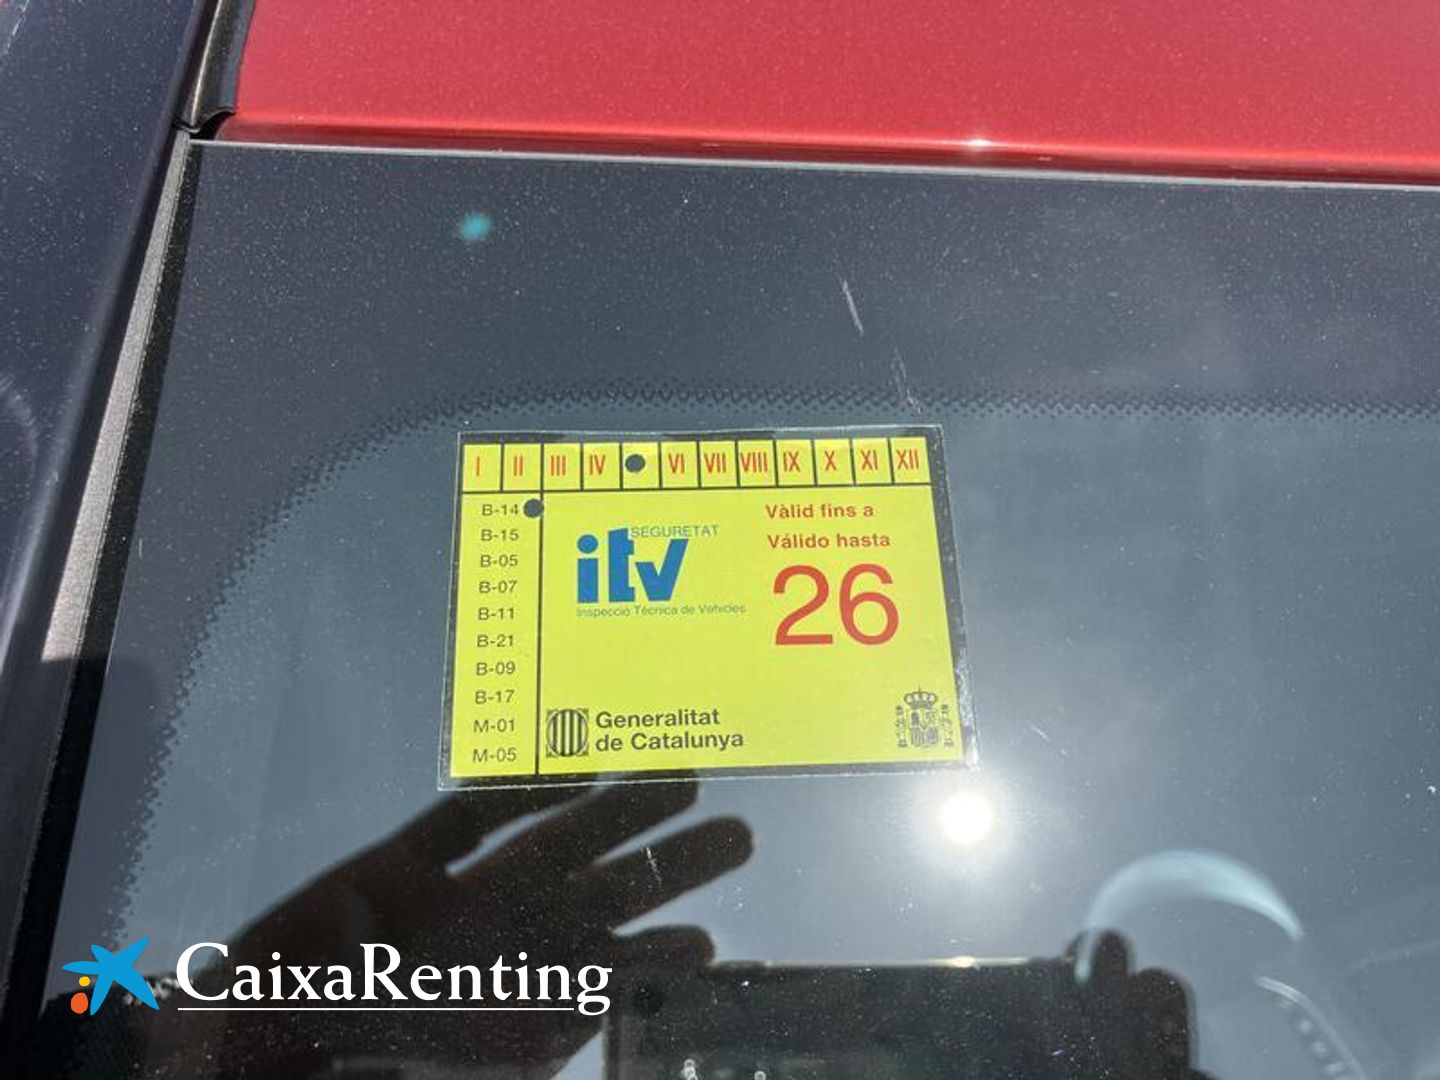 I II III IV VI VII VIII IX X XI XII
B-14
B-15
B-05
B-07
B-11
B-21
B-09
B-17
M-01
M-05
SEGURETAT
itv
Inspecció Tècnica de Vehicles
Vàlid fins a
Válido hasta
26
Generalitat
de Catalunya
CaixaRenting